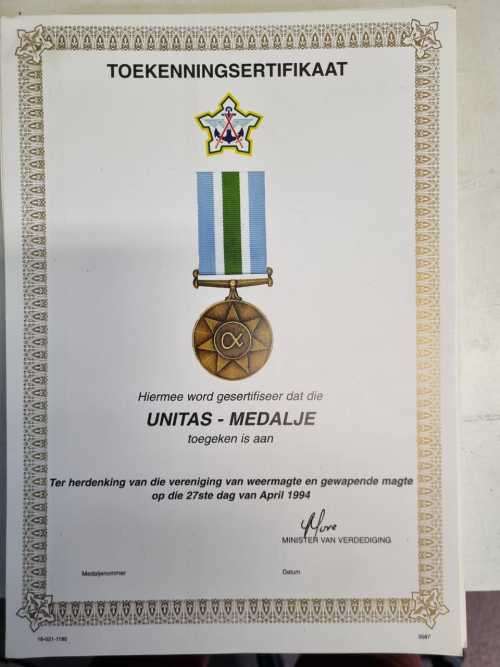 TOEKENNINGSERTIFIKAAT
Hiermee word gesertifiseer dat die
UNITAS - MEDALJE
toegeken is aan
Ter herdenking van die vereniging van weermagte en gewapende magte
op die 27ste dag van April 1994
MINISTER VAN VERDEDIGING
Medaljenommer
Datum